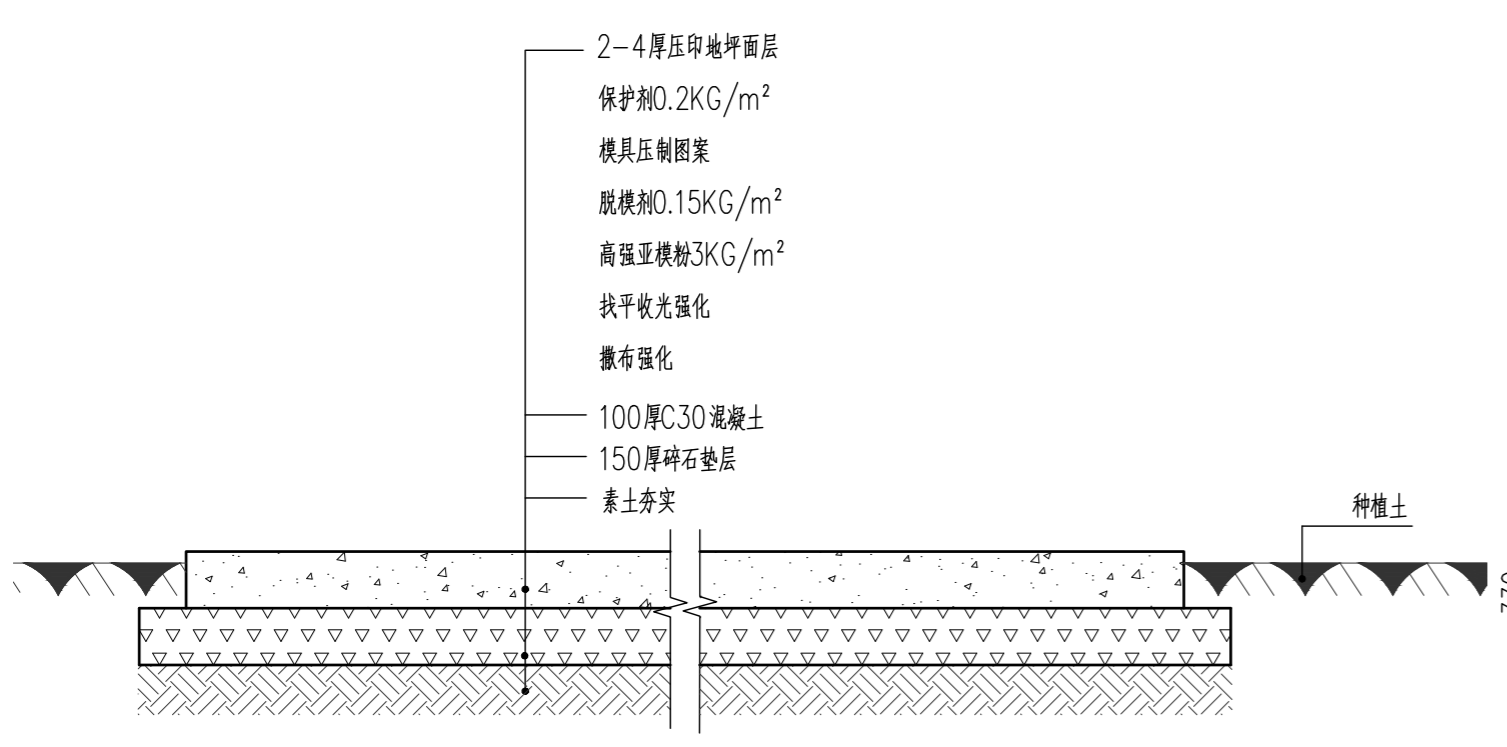 2-4厚压印地坪面层
保护剂0.2KG/m²
模具压制图案
脱模剂0.15KG/m²
高强亚模粉3KG/m²
找平收光强化
撒布强化
100厚C30混凝土
150厚碎石垫层
素土夯实
种植土